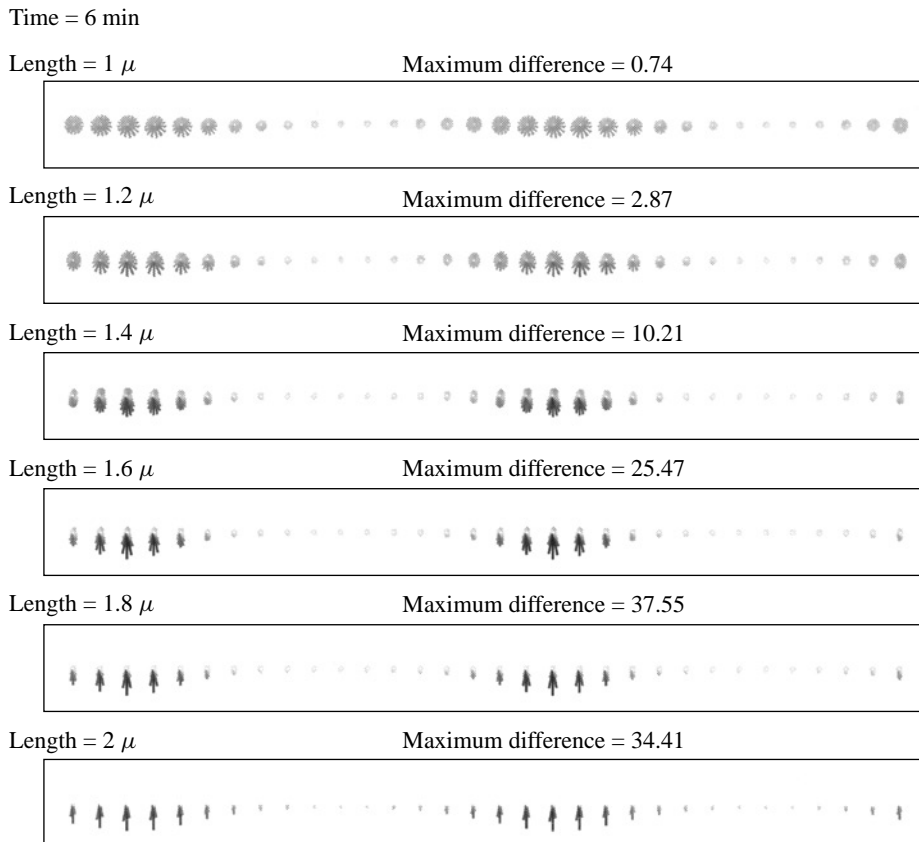 Time = 6 min
Length = 1 μ Maximum difference = 0.74
Length = 1.2 μ Maximum difference = 2.87
Length = 1.4 μ Maximum difference = 10.21
Length = 1.6 μ Maximum difference = 25.47
Length = 1.8 μ Maximum difference = 37.55
Length = 2 μ Maximum difference = 34.41